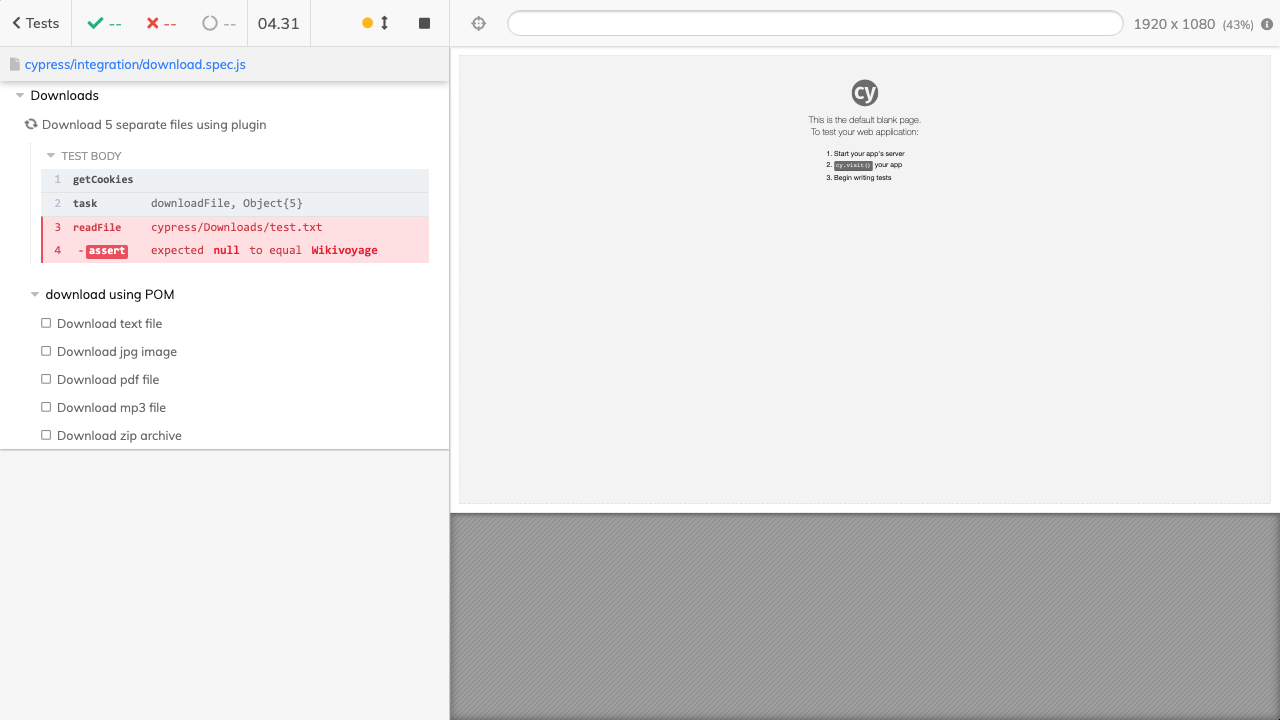 Tests -- -- -- 04.31 1920 x 1080 (43%)
cypress/integration/download.spec.js
Downloads
Download 5 separate files using plugin
TEST BODY
1 getCookies
2 task downloadFile, Object{5}
3 readFile cypress/Downloads/test.txt
4 -assert expected null to equal Wikivoyage
download using POM
Download text file
Download jpg image
Download pdf file
Download mp3 file
Download zip archive
cy
This is the default blank page.
To test your web application:
1. Start your app's server
2. cy.visit() your app
3. Begin writing tests